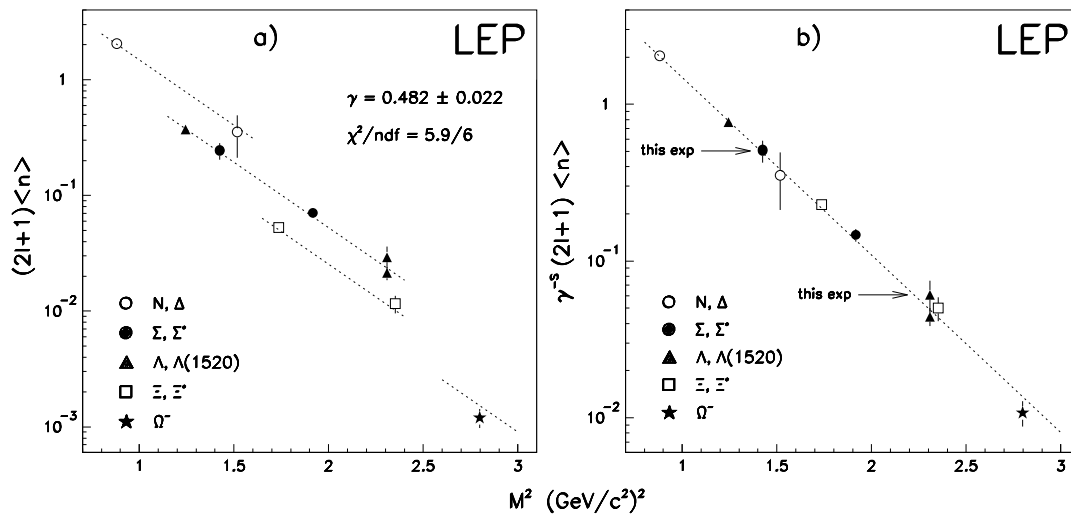 a)
LEP
γ = 0.482 ± 0.022
χ²/ndf = 5.9/6
(2I+1) <n>
1
10⁻¹
10⁻²
10⁻³
N, Δ
Σ, Σ*
Λ, Λ(1520)
Ξ, Ξ*
Ω⁻
1 1.5 2 2.5 3
b)
LEP
γ⁻ˢ (2I+1) <n>
1
10⁻¹
10⁻²
this exp
this exp
N, Δ
Σ, Σ*
Λ, Λ(1520)
Ξ, Ξ*
Ω⁻
1 1.5 2 2.5 3
M² (GeV/c²)²